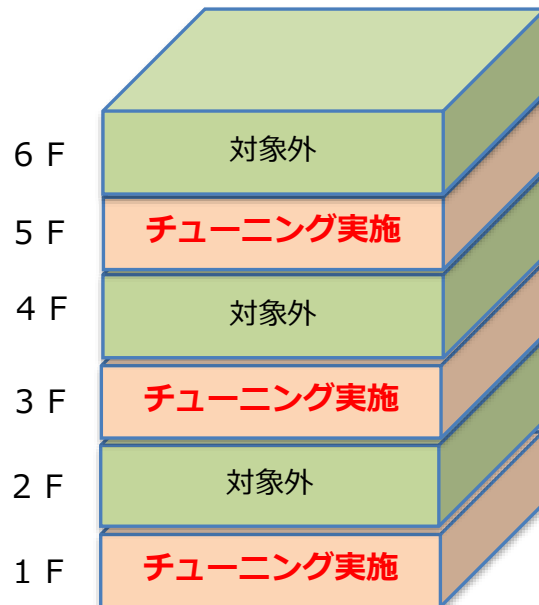 6 F 対象外
5 F チューニング実施
4 F 対象外
3 F チューニング実施
2 F 対象外
1 F チューニング実施